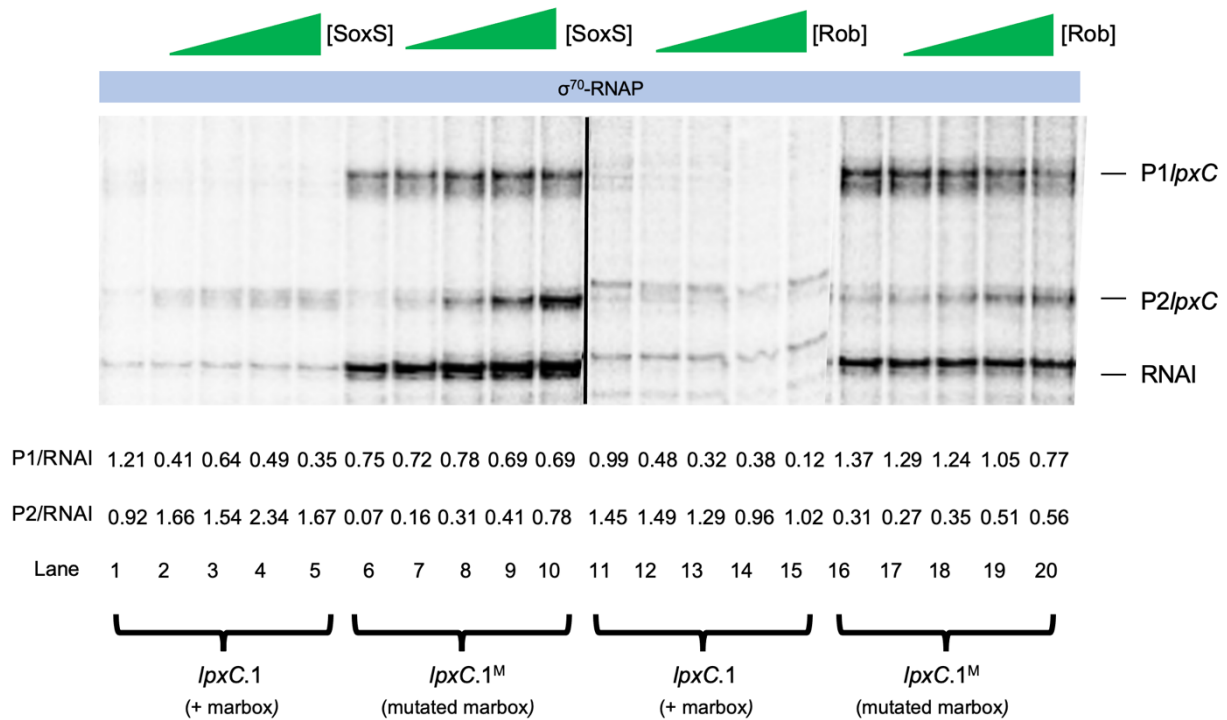 [SoxS] [SoxS] [Rob] [Rob]
σ⁷⁰-RNAP
P1lpxC
P2lpxC
RNAI
P1/RNAI 1.21 0.41 0.64 0.49 0.35 0.75 0.72 0.78 0.69 0.69 0.99 0.48 0.32 0.38 0.12 1.37 1.29 1.24 1.05 0.77
P2/RNAI 0.92 1.66 1.54 2.34 1.67 0.07 0.16 0.31 0.41 0.78 1.45 1.49 1.29 0.96 1.02 0.31 0.27 0.35 0.51 0.56
Lane 1 2 3 4 5 6 7 8 9 10 11 12 13 14 15 16 17 18 19 20
lpxC.1 lpxC.1ᴹ lpxC.1 lpxC.1ᴹ
(+ marbox) (mutated marbox) (+ marbox) (mutated marbox)